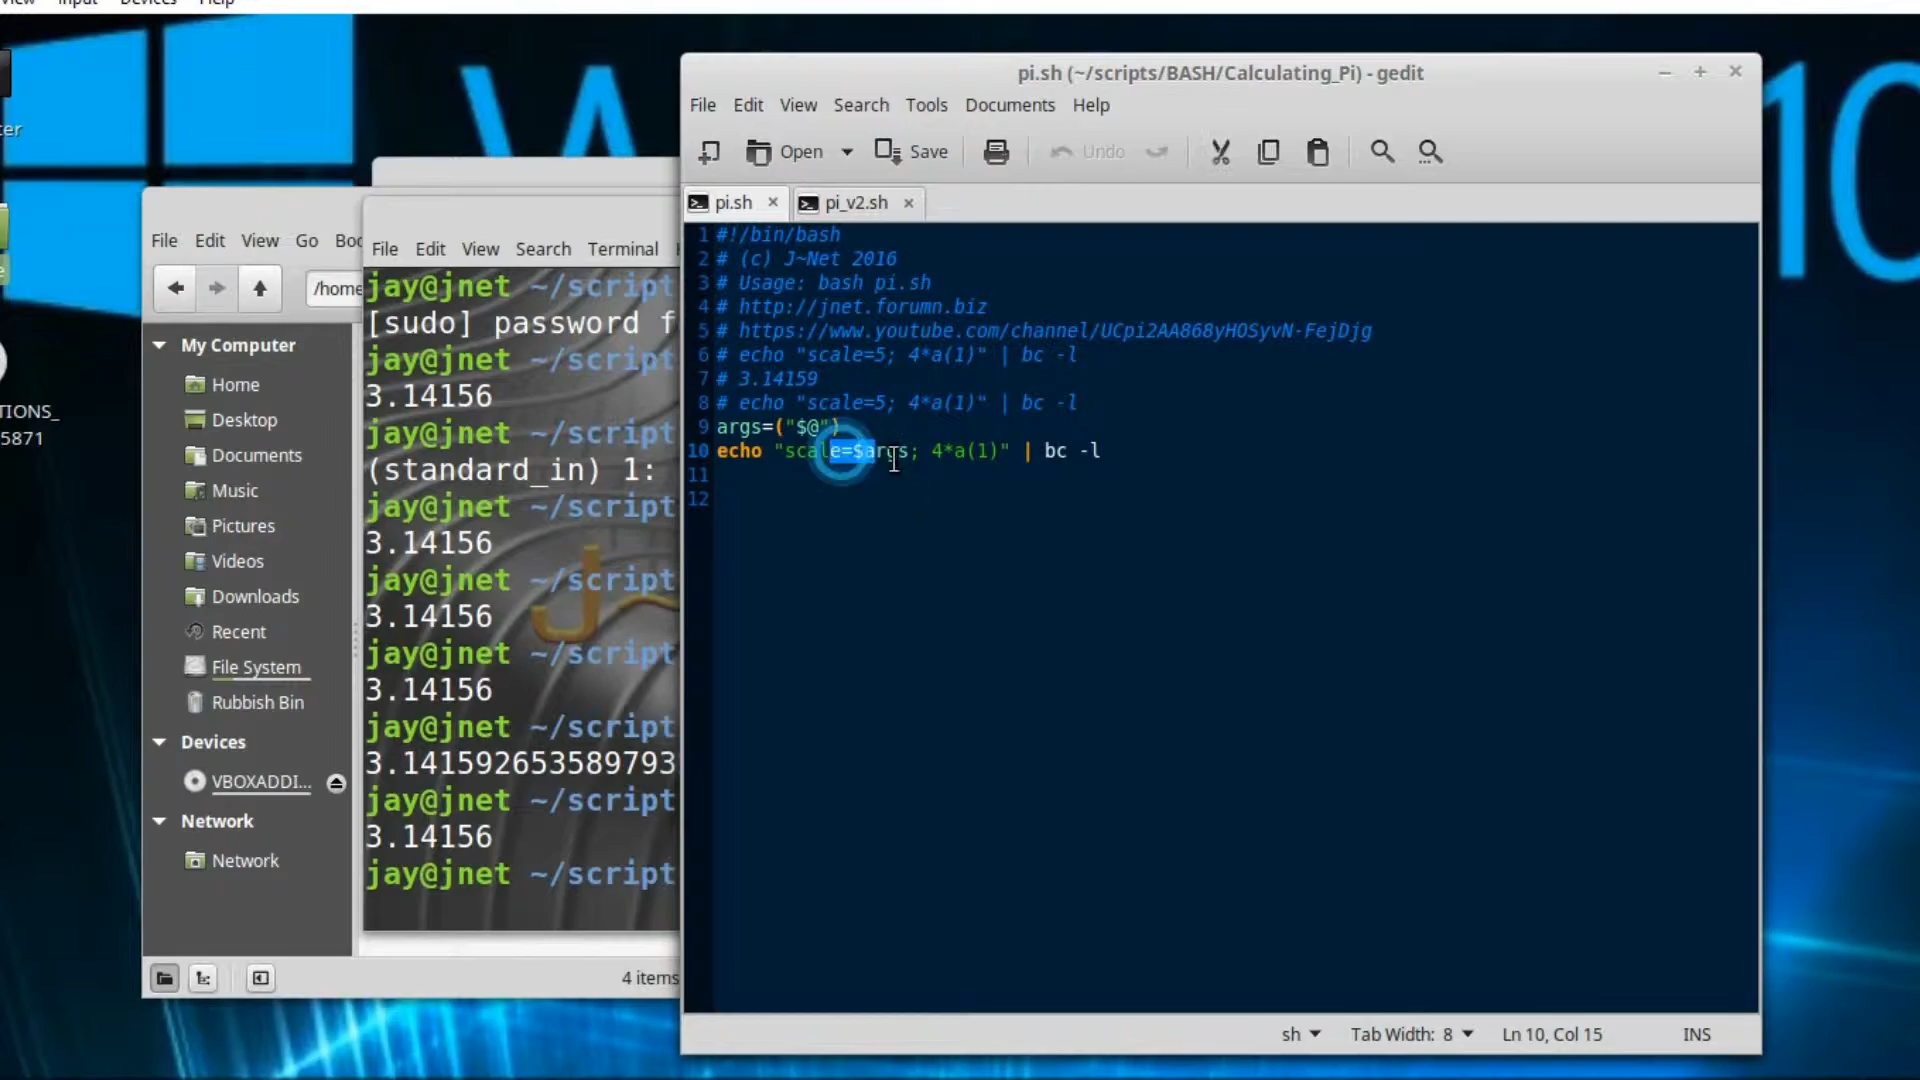 View Input Devices Help
10
ter
TIONS_
5871
File Edit View Go
/home
My Computer
Home
Desktop
Documents
Music
Pictures
Videos
Downloads
Recent
File System
Rubbish Bin
Devices
VBOXADDI...
Network
Network
4 items
File Edit View Search Terminal
jay@jnet ~/script
[sudo] password f
jay@jnet ~/script
3.14156
jay@jnet ~/script
(standard_in) 1:
jay@jnet ~/script
3.14156
jay@jnet ~/script
3.14156
jay@jnet ~/script
3.14156
jay@jnet ~/script
3.141592653589793
jay@jnet ~/script
3.14156
jay@jnet ~/script
pi.sh (~/scripts/BASH/Calculating_Pi) - gedit
File Edit View Search Tools Documents Help
Open Save Undo
pi.sh pi_v2.sh
1 #!/bin/bash
2 # (c) J~Net 2016
3 # Usage: bash pi.sh
4 # http://jnet.forumn.biz
5 # https://www.youtube.com/channel/UCpi2AA868yHOSyvN-FejDjg
6 # echo "scale=5; 4*a(1)" | bc -l
7 # 3.14159
8 # echo "scale=5; 4*a(1)" | bc -l
9 args=("$@")
10 echo "scale=$args; 4*a(1)" | bc -l
11
12
sh Tab Width: 8 Ln 10, Col 15 INS